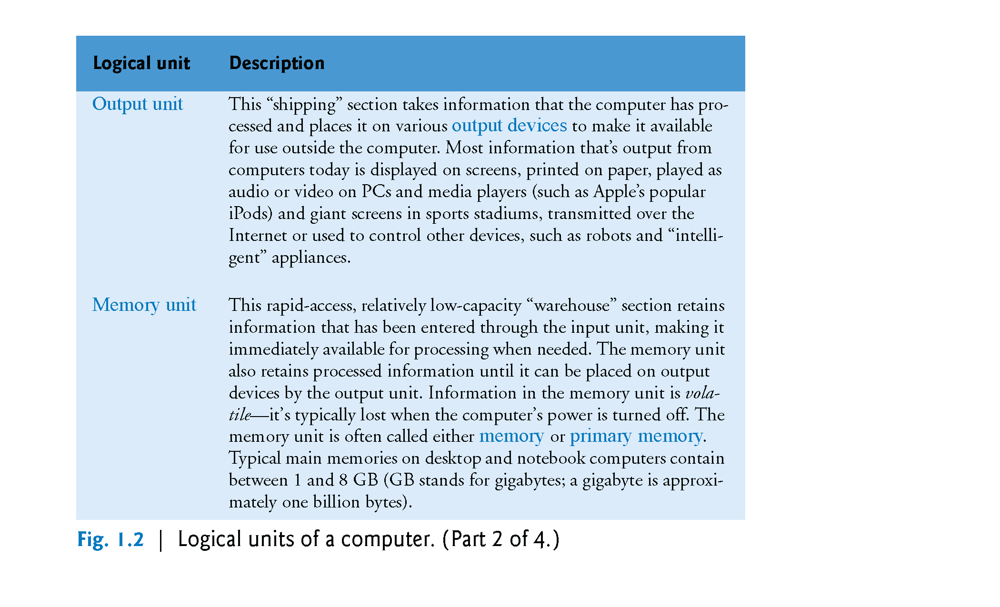 Logical unit Description
Output unit This “shipping” section takes information that the computer has pro-
cessed and places it on various output devices to make it available
for use outside the computer. Most information that’s output from
computers today is displayed on screens, printed on paper, played as
audio or video on PCs and media players (such as Apple’s popular
iPods) and giant screens in sports stadiums, transmitted over the
Internet or used to control other devices, such as robots and “intelli-
gent” appliances.
Memory unit This rapid-access, relatively low-capacity “warehouse” section retains
information that has been entered through the input unit, making it
immediately available for processing when needed. The memory unit
also retains processed information until it can be placed on output
devices by the output unit. Information in the memory unit is vola-
tile—it’s typically lost when the computer’s power is turned off. The
memory unit is often called either memory or primary memory.
Typical main memories on desktop and notebook computers contain
between 1 and 8 GB (GB stands for gigabytes; a gigabyte is approxi-
mately one billion bytes).
Fig. 1.2 | Logical units of a computer. (Part 2 of 4.)